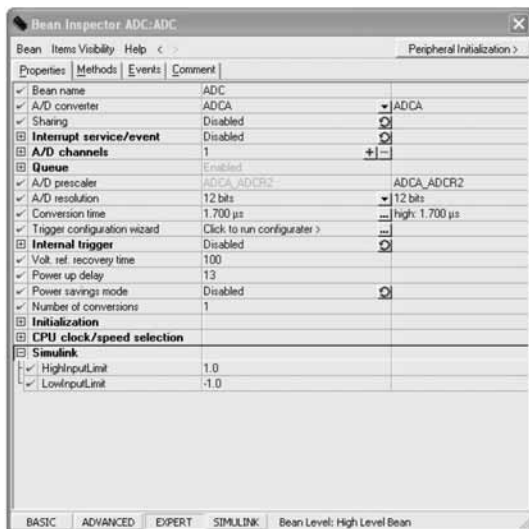 Bean Inspector ADC:ADC
Bean Items Visibility Help < > Peripheral Initialization >
Properties Methods Events Comment
Bean name ADC
A/D converter ADCA ADCA
Sharing Disabled
Interrupt service/event Disabled
A/D channels 1
Queue Enabled
A/D prescaler ADCA_ADCR2 ADCA_ADCR2
A/D resolution 12 bits 12 bits
Conversion time 1.700 µs high: 1.700 µs
Trigger configuration wizard Click to run configurater >
Internal trigger Disabled
Volt. ref. recovery time 100
Power up delay 13
Power savings mode Disabled
Number of conversions 1
Initialization
CPU clock/speed selection
Simulink
HighInputLimit 1.0
LowInputLimit -1.0
BASIC ADVANCED EXPERT SIMULINK Bean Level: High Level Bean